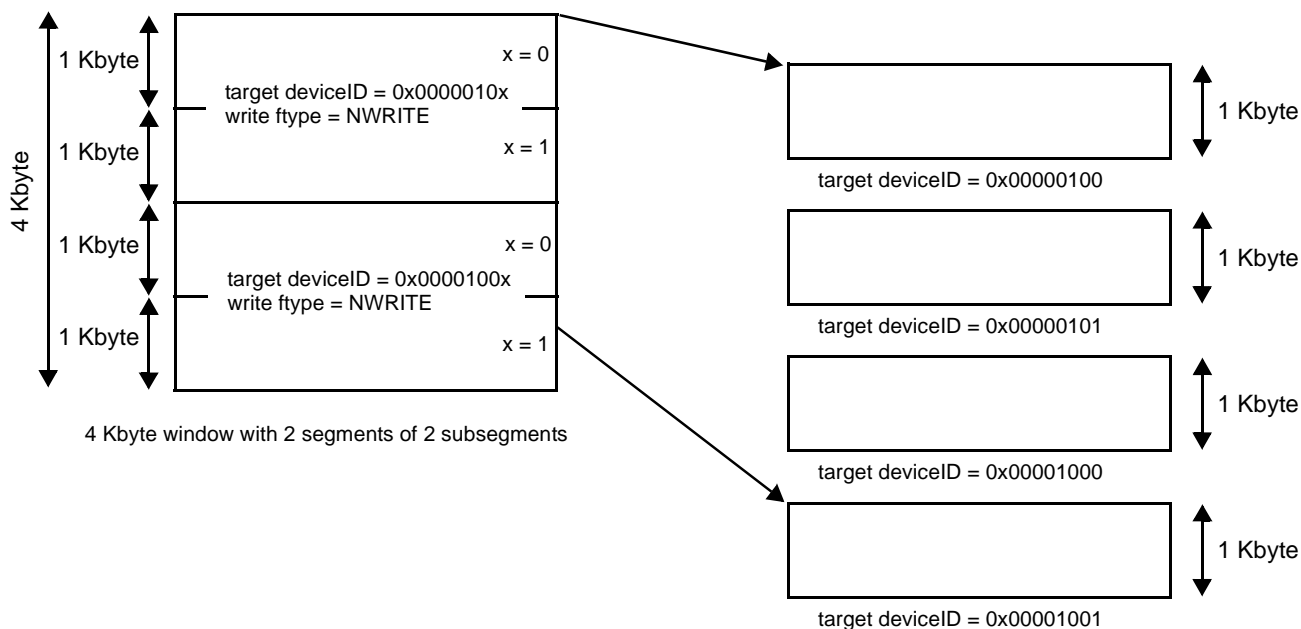 4 Kbyte
1 Kbyte
x = 0
target deviceID = 0x0000010x
write ftype = NWRITE
1 Kbyte
x = 1
1 Kbyte
x = 0
target deviceID = 0x0000100x
write ftype = NWRITE
1 Kbyte
x = 1
4 Kbyte window with 2 segments of 2 subsegments
1 Kbyte
target deviceID = 0x00000100
1 Kbyte
target deviceID = 0x00000101
1 Kbyte
target deviceID = 0x00001000
1 Kbyte
target deviceID = 0x00001001